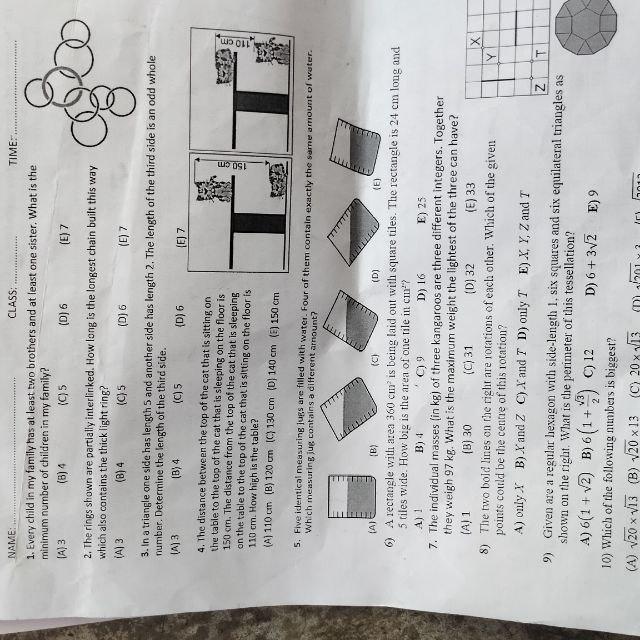 NAME:................ CLASS: ............ TIME:..............
1. Every child in my family has at least two brothers and at least one sister. What is the
minimum number of children in my family?
(A) 3 (B) 4 (C) 5 (D) 6 (E) 7
2. The rings shown are partially interlinked. How long is the longest chain built this way
which also contains the thick light ring?
(A) 3 (B) 4 (C) 5 (D) 6 (E) 7
3. In a triangle one side has length 5 and another side has length 2. The length of the third side is an odd whole
number. Determine the length of the third side.
(A) 3 (B) 4 (C) 5 (D) 6 (E) 7
4. The distance between the top of the cat that is sitting on
the table to the top of the cat that is sleeping on the floor is
150 cm. The distance from the top of the cat that is sleeping
on the table to the top of the cat that is sitting on the floor is
110 cm. How high is the table?
(A) 110 cm (B) 120 cm (C) 130 cm (D) 140 cm (E) 150 cm
150 cm
110 cm
5. Five identical measuring jugs are filled with water. Four of them contain exactly the same amount of water.
Which measuring jug contains a different amount?
(A) (B) (C) (D) (E)
6) A rectangle with area 360 cm² is being laid out with square tiles. The rectangle is 24 cm long and
5 tiles wide. How big is the area of one tile in cm²?
A) 1 B) 4 C) 9 D) 16 E) 25
7. The individual masses (in kg) of three kangaroos are three different integers. Together
they weigh 97 kg. What is the maximum weight the lightest of the three can have?
(A) 1 (B) 30 (C) 31 (D) 32 (E) 33
8) The two bold lines on the right are rotations of each other. Which of the given
points could be the centre of this rotation?
A) only X B) X and Z C) X and T D) only T E) X, Y, Z and T
X
Y
Z T
9) Given are a regular hexagon with side-length 1, six squares and six equilateral triangles as
shown on the right. What is the perimeter of this tessellation?
A) 6(1 + √2) B) 6(1 + √3/2) C) 12 D) 6 + 3√2 E) 9
10) Which of the following numbers is biggest?
(A) √20 × √13 (B) √20 × 13 (C) 20 × √13 (D)